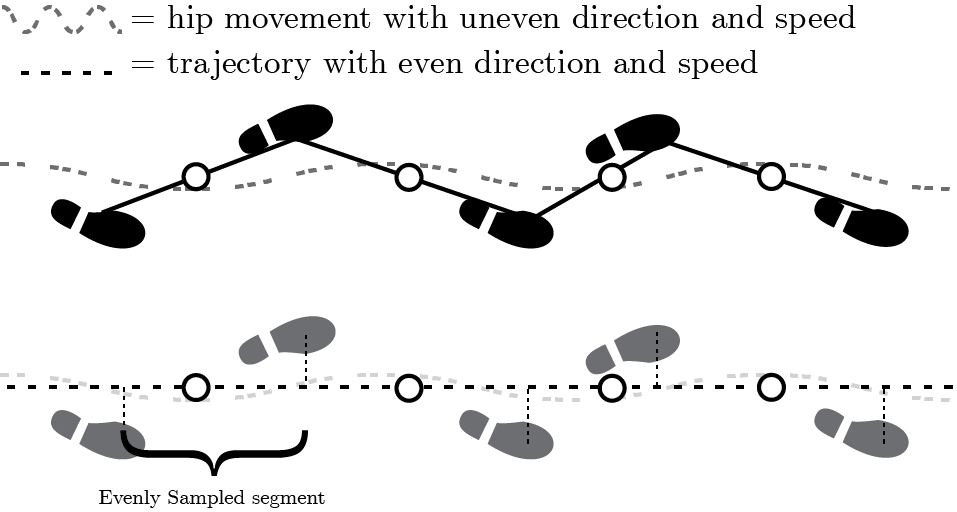 = hip movement with uneven direction and speed
= trajectory with even direction and speed
Evenly Sampled segment